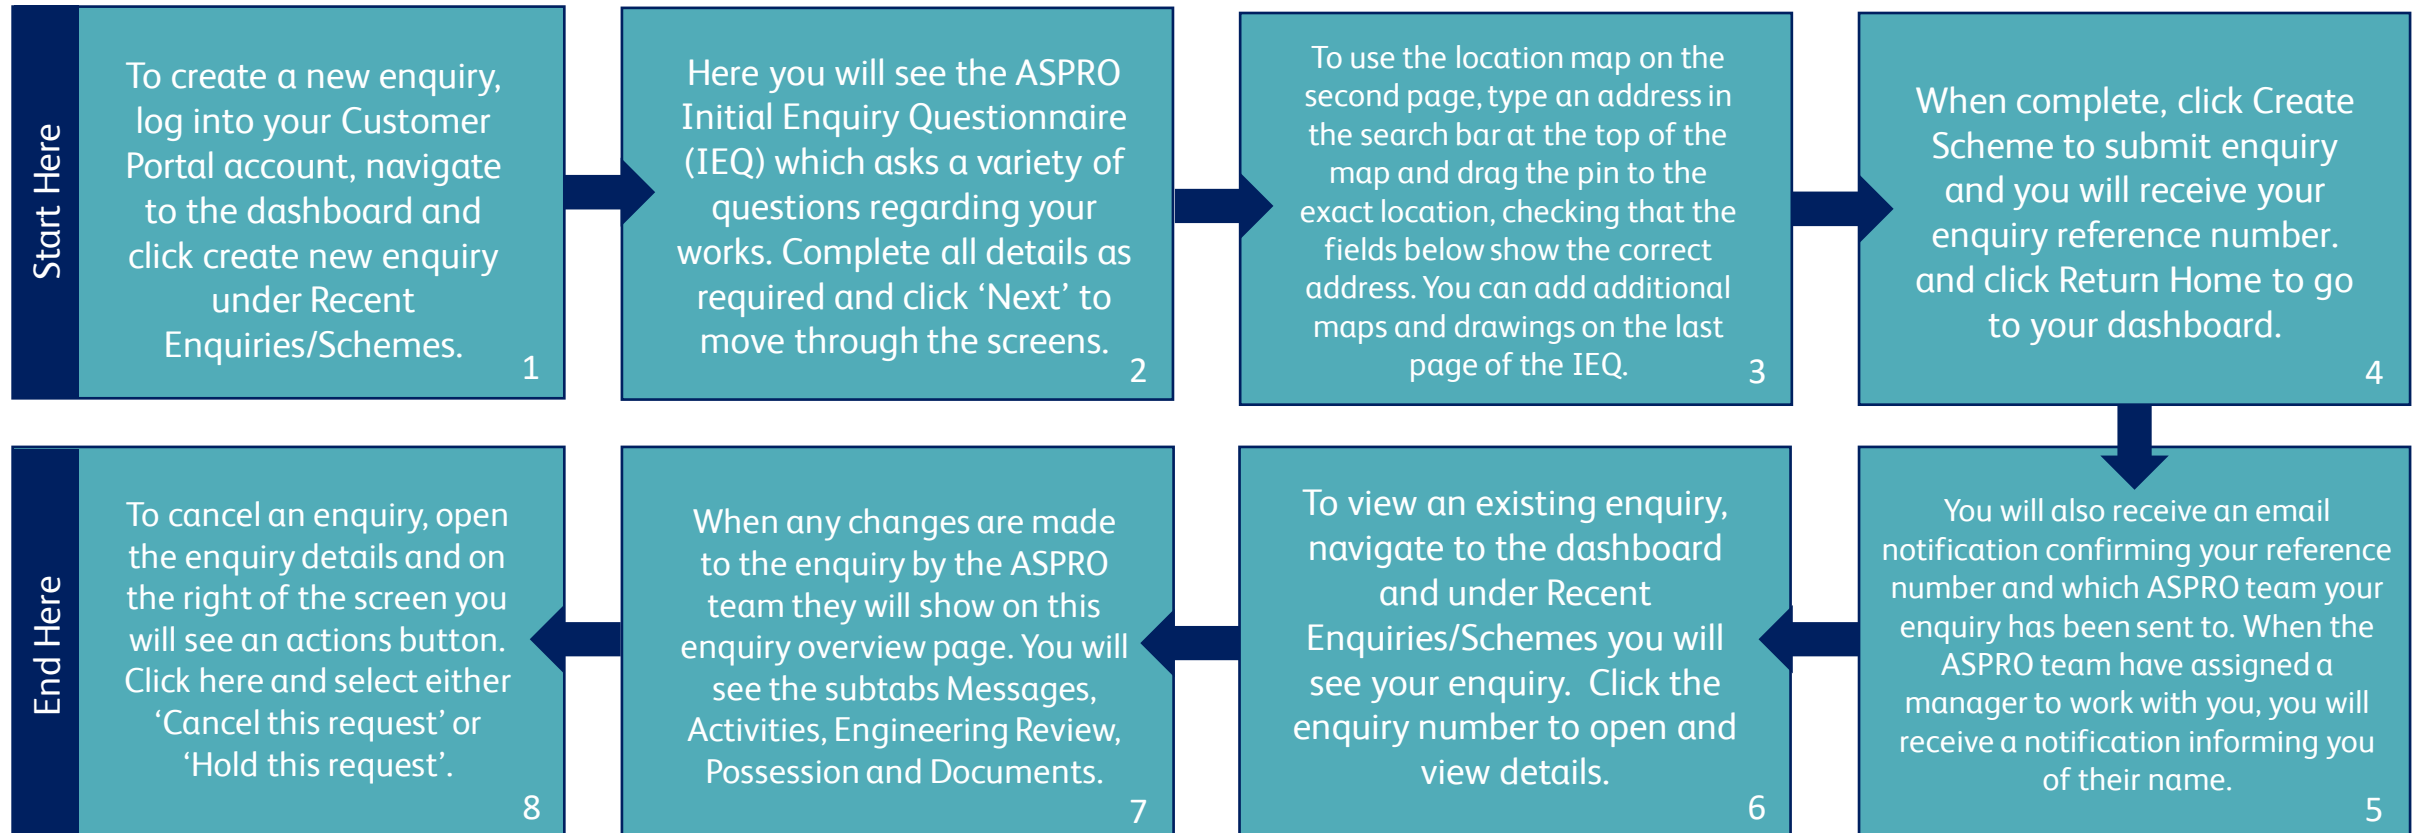 Start Here
To create a new enquiry,
log into your Customer
Portal account, navigate
to the dashboard and
click create new enquiry
under Recent
Enquiries/Schemes.
1
Here you will see the ASPRO
Initial Enquiry Questionnaire
(IEQ) which asks a variety of
questions regarding your
works. Complete all details as
required and click ‘Next’ to
move through the screens.
2
To use the location map on the
second page, type an address in
the search bar at the top of the
map and drag the pin to the
exact location, checking that the
fields below show the correct
address. You can add additional
maps and drawings on the last
page of the IEQ.
3
When complete, click Create
Scheme to submit enquiry
and you will receive your
enquiry reference number.
and click Return Home to go
to your dashboard.
4
You will also receive an email
notification confirming your reference
number and which ASPRO team your
enquiry has been sent to. When the
ASPRO team have assigned a
manager to work with you, you will
receive a notification informing you
of their name.
5
To view an existing enquiry,
navigate to the dashboard
and under Recent
Enquiries/Schemes you will
see your enquiry. Click the
enquiry number to open and
view details.
6
When any changes are made
to the enquiry by the ASPRO
team they will show on this
enquiry overview page. You will
see the subtabs Messages,
Activities, Engineering Review,
Possession and Documents.
7
End Here
To cancel an enquiry, open
the enquiry details and on
the right of the screen you
will see an actions button.
Click here and select either
‘Cancel this request’ or
‘Hold this request’.
8